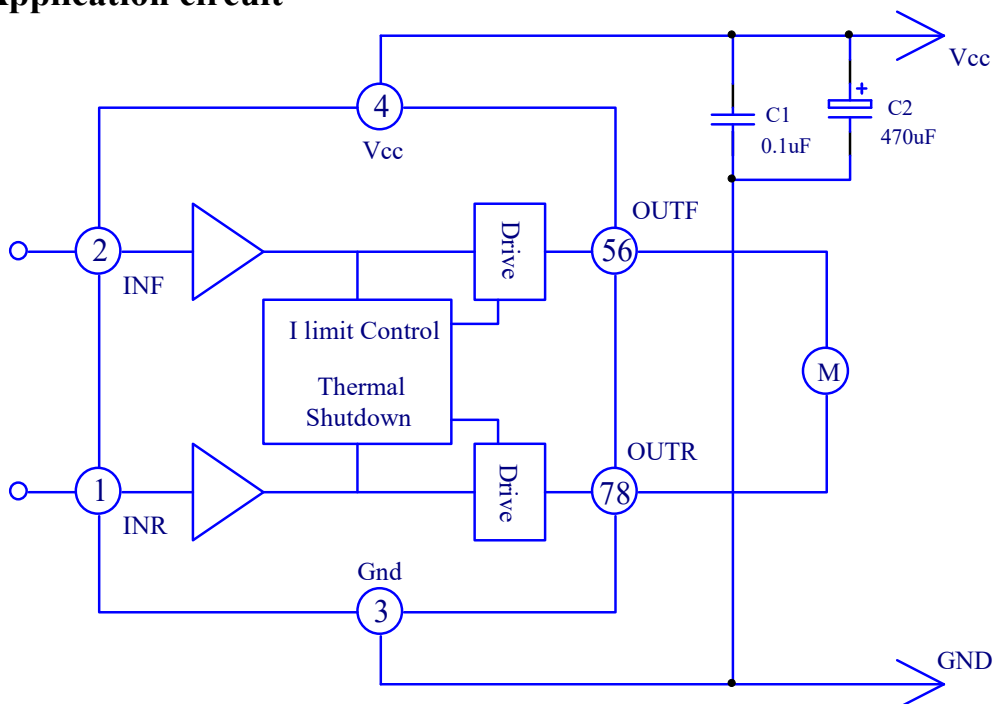 Application circuit
Vcc
4
Vcc
C1
0.1uF
+
C2
470uF
OUTF
Drive
2
56
INF
I limit Control
Thermal
Shutdown
M
OUTR
Drive
1
78
INR
Gnd
3
GND